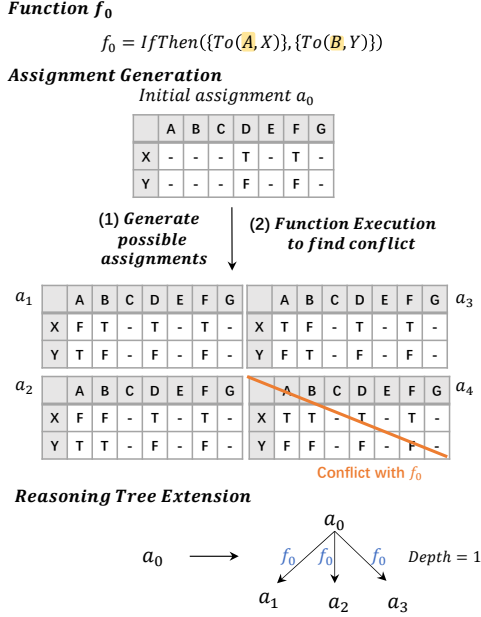 Function f₀
f₀ = IfThen({To(A,X)},{To(B,Y)})
Assignment Generation
Initial assignment a₀
A B C D E F G
X - - - T - T -
Y - - - F - F -
(1) Generate possible assignments
(2) Function Execution to find conflict
a₁
A B C D E F G
X F T - T - T -
Y T F - F - F -
a₃
A B C D E F G
X T F - T - T -
Y F T - F - F -
a₂
A B C D E F G
X F F - T - T -
Y T T - F - F -
a₄
A B C D E F G
X T T - T - T -
Y F F - F - F -
Conflict with f₀
Reasoning Tree Extension
a₀
a₀
f₀ f₀ f₀
Depth = 1
a₁ a₂ a₃